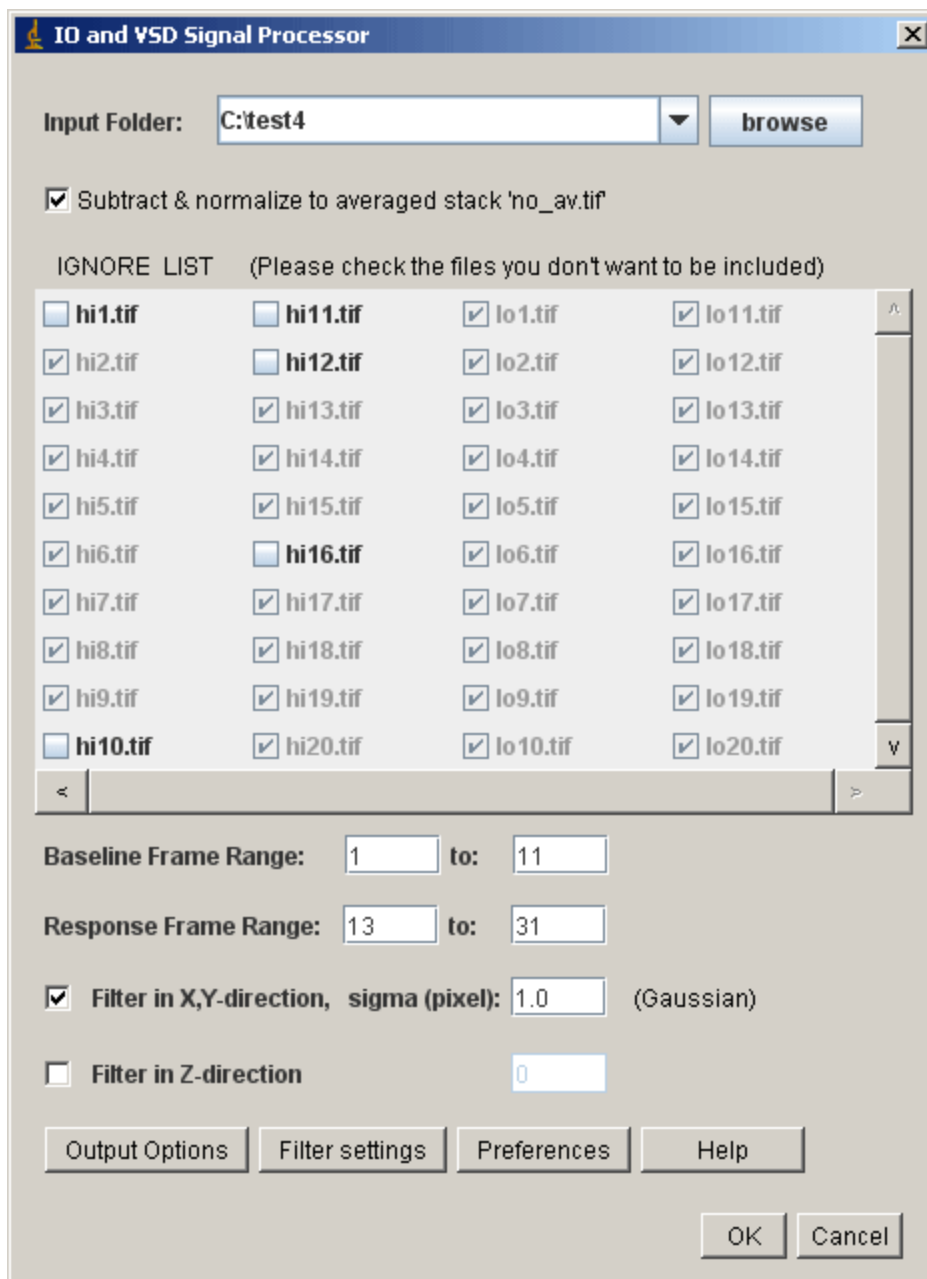 IO and VSD Signal Processor
Input Folder: C:\test4 browse
Subtract & normalize to averaged stack 'no_av.tif'
IGNORE LIST (Please check the files you don't want to be included)
hi1.tif hi11.tif lo1.tif lo11.tif
hi2.tif hi12.tif lo2.tif lo12.tif
hi3.tif hi13.tif lo3.tif lo13.tif
hi4.tif hi14.tif lo4.tif lo14.tif
hi5.tif hi15.tif lo5.tif lo15.tif
hi6.tif hi16.tif lo6.tif lo16.tif
hi7.tif hi17.tif lo7.tif lo17.tif
hi8.tif hi18.tif lo8.tif lo18.tif
hi9.tif hi19.tif lo9.tif lo19.tif
hi10.tif hi20.tif lo10.tif lo20.tif
Baseline Frame Range: 1 to: 11
Response Frame Range: 13 to: 31
Filter in X,Y-direction, sigma (pixel): 1.0 (Gaussian)
Filter in Z-direction 0
Output Options Filter settings Preferences Help
OK Cancel